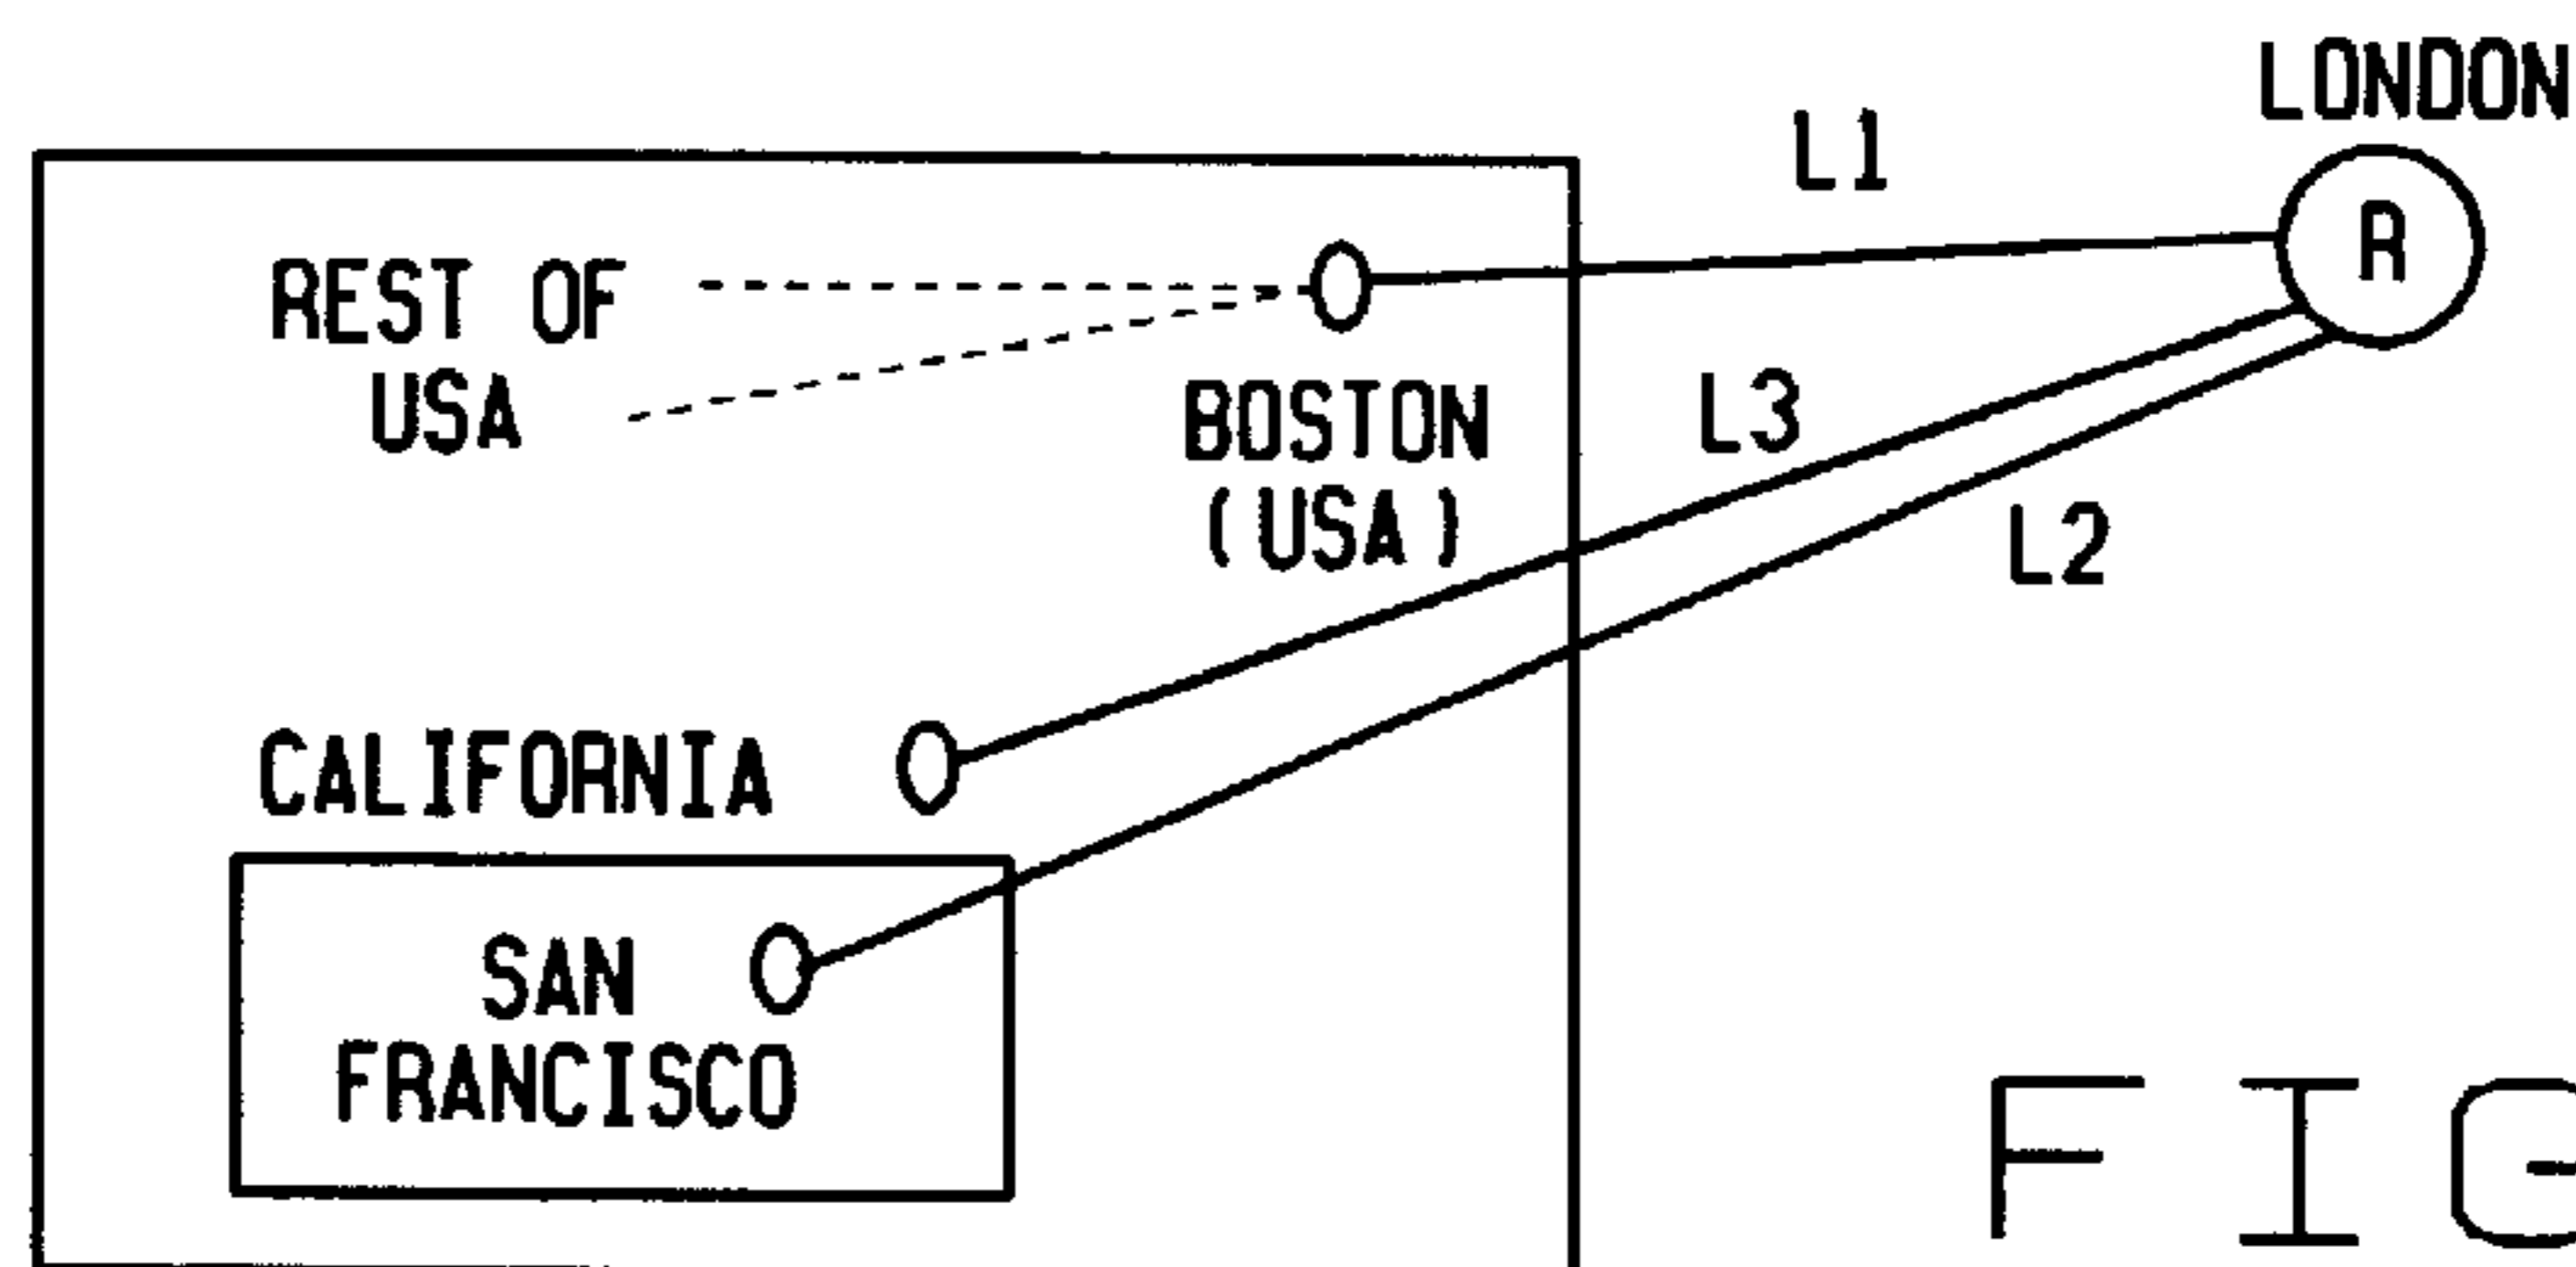 LONDON
L1
R
REST OF
USA
BOSTON
(USA)
L3
L2
CALIFORNIA
SAN
FRANCISCO
FIG